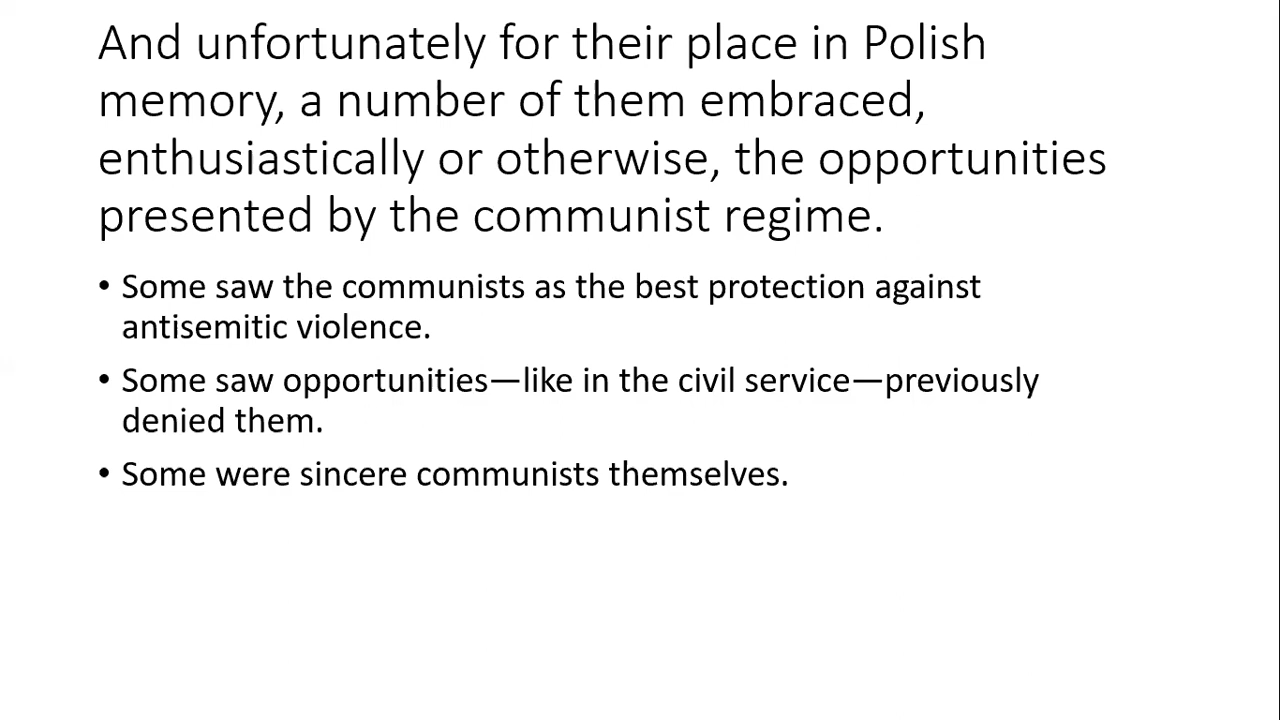 And unfortunately for their place in Polish
memory, a number of them embraced,
enthusiastically or otherwise, the opportunities
presented by the communist regime.
• Some saw the communists as the best protection against
antisemitic violence.
• Some saw opportunities—like in the civil service—previously
denied them.
• Some were sincere communists themselves.